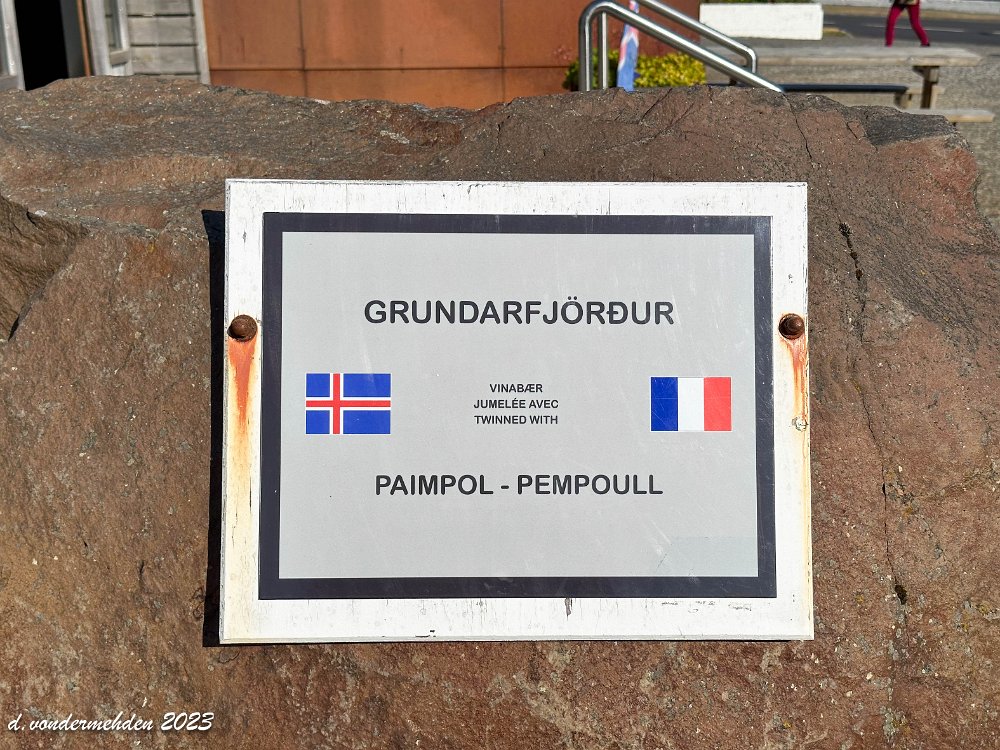 GRUNDARFJÖRÐUR
VINABÆR
JUMELÉE AVEC
TWINNED WITH
PAIMPOL - PEMPOULL
d.vondermehden 2023